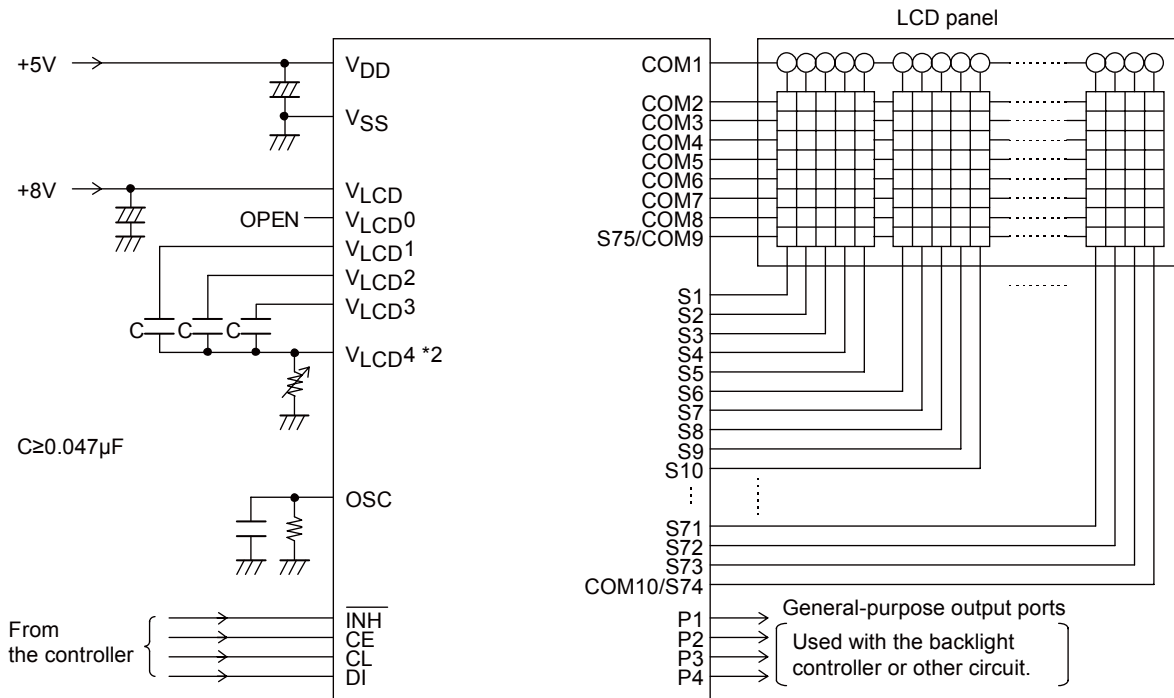 LCD panel
+5V
VDD
COM1
VSS
COM2
COM3
COM4
COM5
COM6
COM7
COM8
S75/COM9
+8V
VLCD
OPEN
VLCD0
VLCD1
VLCD2
VLCD3
C
C
C
VLCD4 *2
C≥0.047μF
OSC
S1
S2
S3
S4
S5
S6
S7
S8
S9
S10
S71
S72
S73
COM10/S74
From
the controller
INH
CE
CL
DI
P1
P2
P3
P4
General-purpose output ports
Used with the backlight
controller or other circuit.